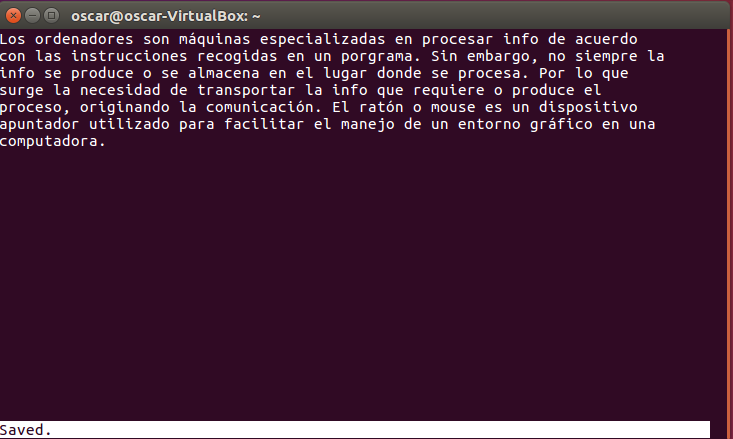 oscar@oscar-VirtualBox: ~
Los ordenadores son máquinas especializadas en procesar info de acuerdo
con las instrucciones recogidas en un porgrama. Sin embargo, no siempre la
info se produce o se almacena en el lugar donde se procesa. Por lo que
surge la necesidad de transportar la info que requiere o produce el
proceso, originando la comunicación. El ratón o mouse es un dispositivo
apuntador utilizado para facilitar el manejo de un entorno gráfico en una
computadora.
Saved.